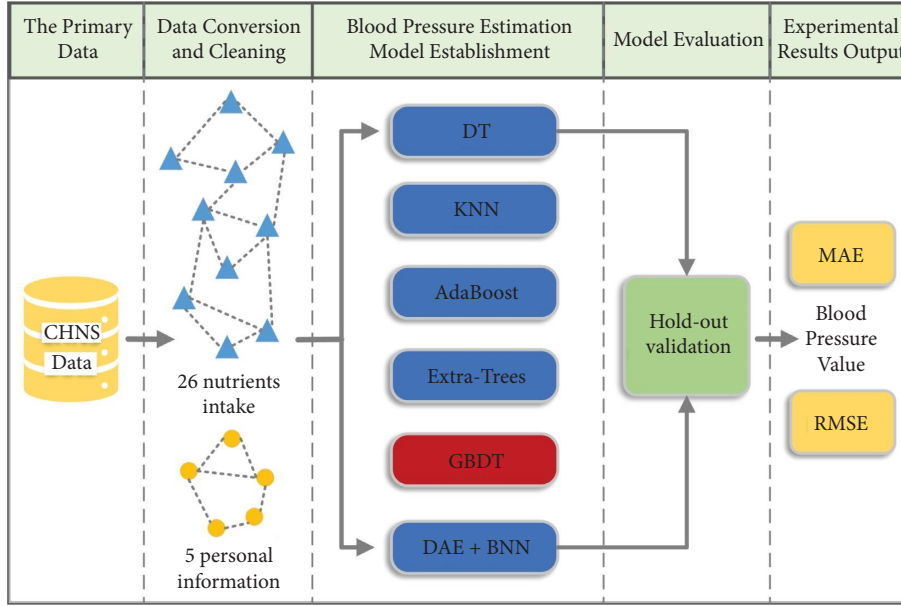 The Primary
Data
Data Conversion
and Cleaning
Blood Pressure Estimation
Model Establishment
Model Evaluation
Experimental
Results Output
CHNS
Data
26 nutrients
intake
5 personal
information
DT
KNN
AdaBoost
Extra-Trees
GBDT
DAE + BNN
Hold-out
validation
MAE
Blood
Pressure
Value
RMSE